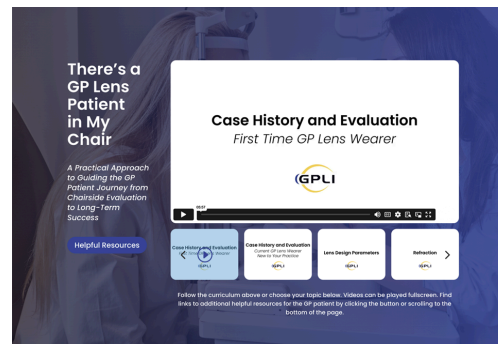 There's a
GP Lens
Patient
in My
Chair
A Practical Approach
to Guiding the GP
Patient Journey from
Chairside Evaluation
to Long-Term
Success
Helpful Resources
Case History and Evaluation
First Time GP Lens Wearer
GPLI
05:07
Case History and Evaluation
First Time GP Lens Wearer
GPLI
Case History and Evaluation
Current GP Lens Wearer
New to Your Practice
GPLI
Lens Design Parameters
GPLI
Refraction
GPLI
Follow the curriculum above or choose your topic below. Videos can be played fullscreen. Find
links to additional helpful resources for the GP patient by clicking the button or scrolling to the
bottom of the page.